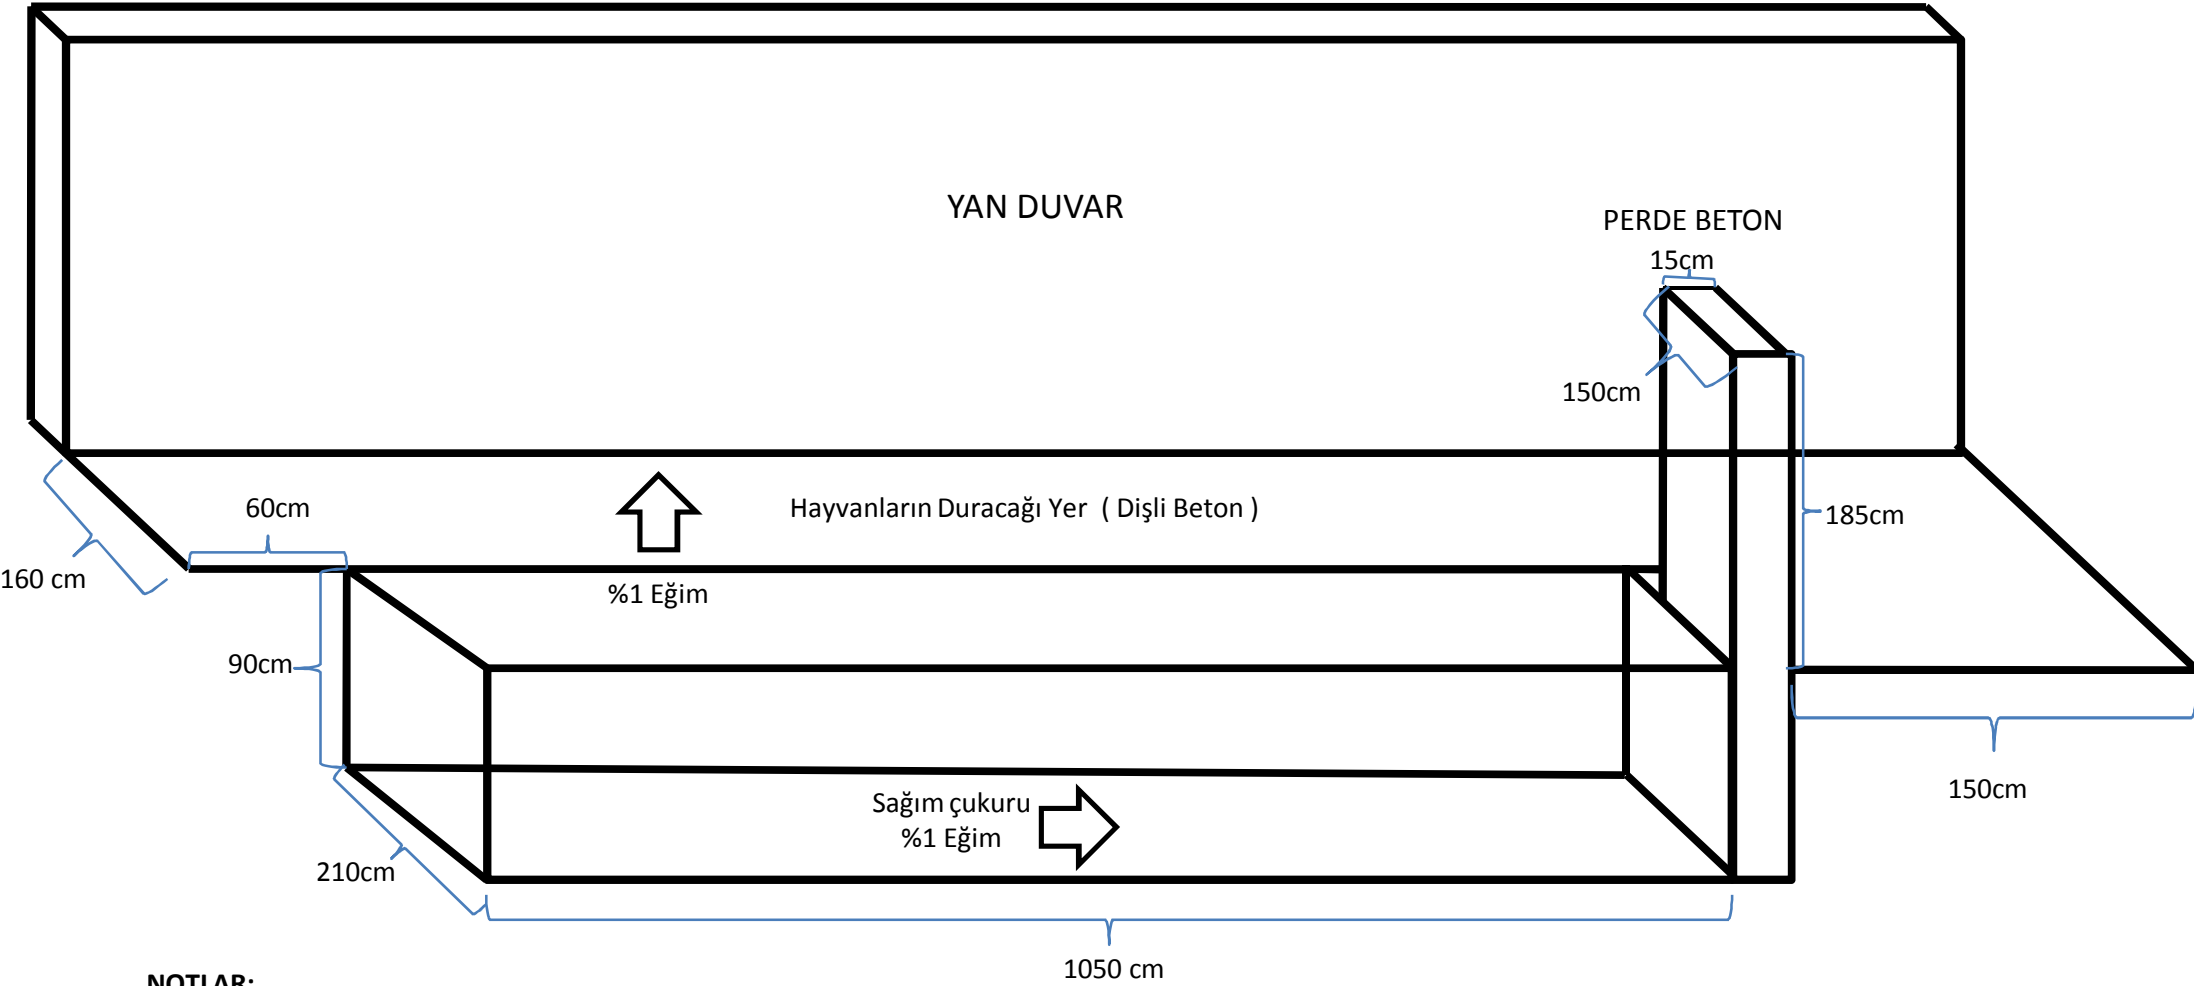 YAN DUVAR
PERDE BETON
15cm
150cm
60cm
Hayvanların Duracağı Yer ( Dişli Beton )
185cm
160 cm
%1 Eğim
90cm
150cm
Sağım çukuru
%1 Eğim
210cm
1050 cm
NOTLAR: